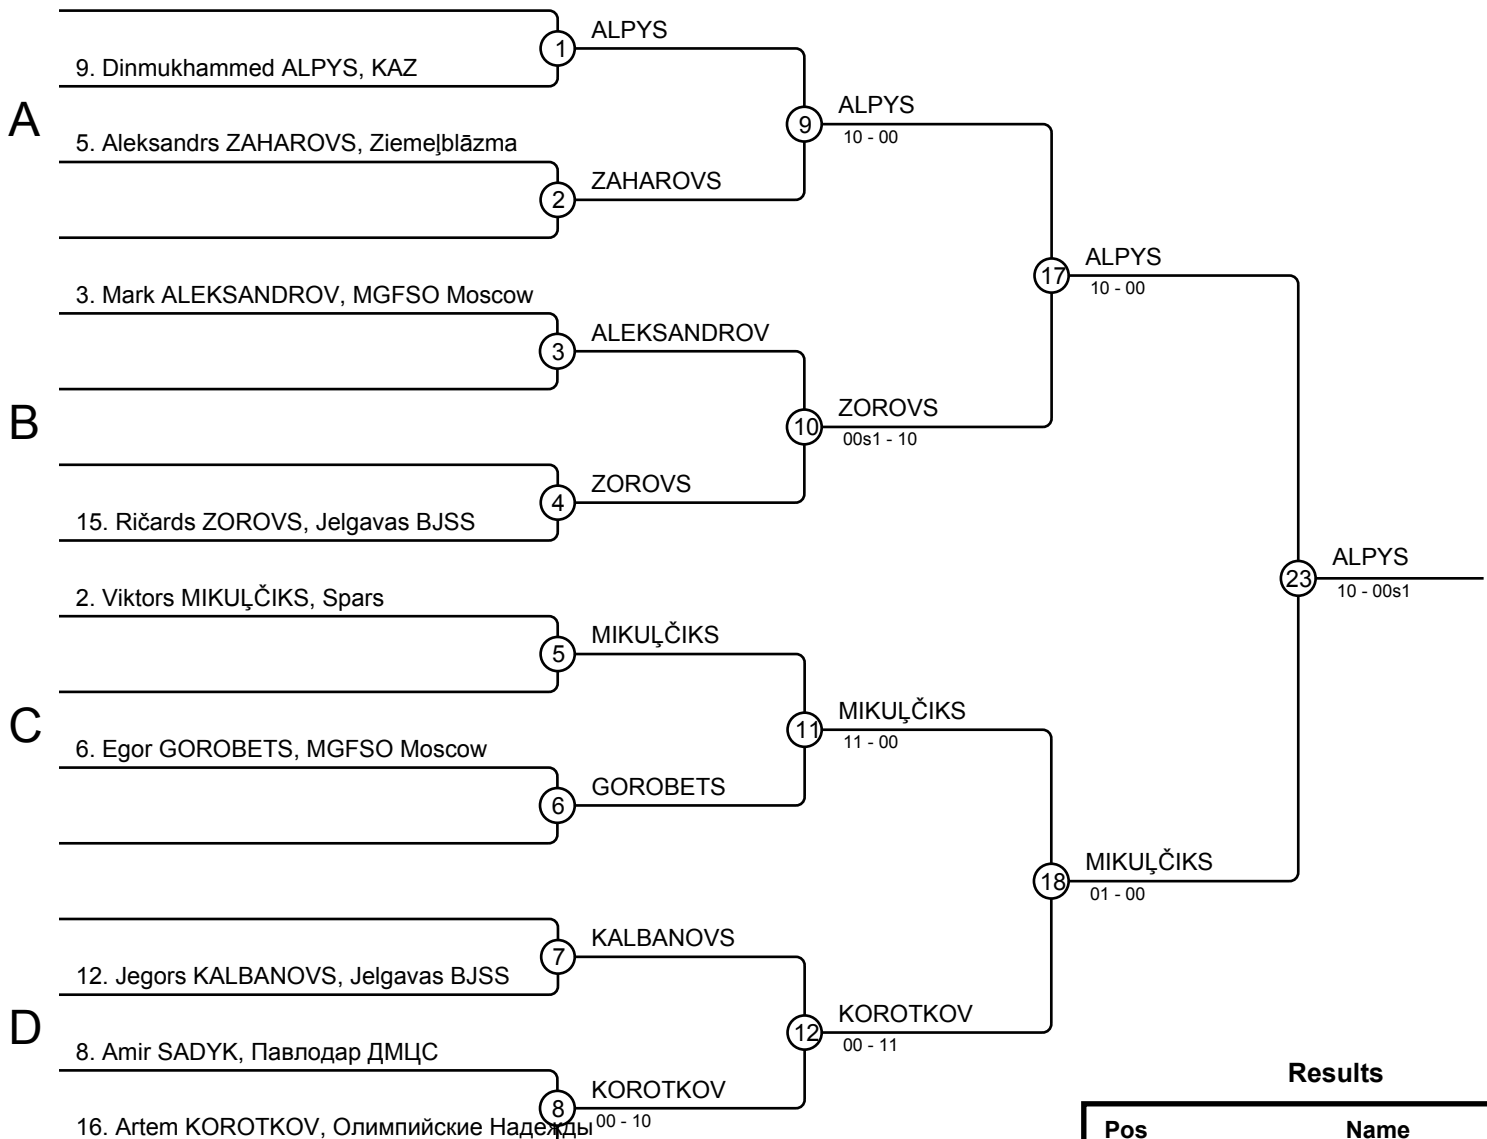 ALPYS
1
9. Dinmukhammed ALPYS, KAZ
A
ALPYS
9
10 - 00
5. Aleksandrs ZAHAROVS, Ziemeļblāzma
ZAHAROVS
2
ALPYS
17
10 - 00
3. Mark ALEKSANDROV, MGFSO Moscow
ALEKSANDROV
3
B
ZOROVS
10
00s1 - 10
ZOROVS
4
15. Ričards ZOROVS, Jelgavas BJSS
ALPYS
23
10 - 00s1
2. Viktors MIKUĻČIKS, Spars
MIKUĻČIKS
5
C
MIKUĻČIKS
11
11 - 00
6. Egor GOROBETS, MGFSO Moscow
GOROBETS
6
MIKUĻČIKS
18
01 - 00
KALBANOVS
7
12. Jegors KALBANOVS, Jelgavas BJSS
D
KOROTKOV
12
00 - 11
8. Amir SADYK, Павлодар ДМЦС
KOROTKOV
8
00 - 10
16. Artem KOROTKOV, Олимпийские Надежды
Results
Pos Name